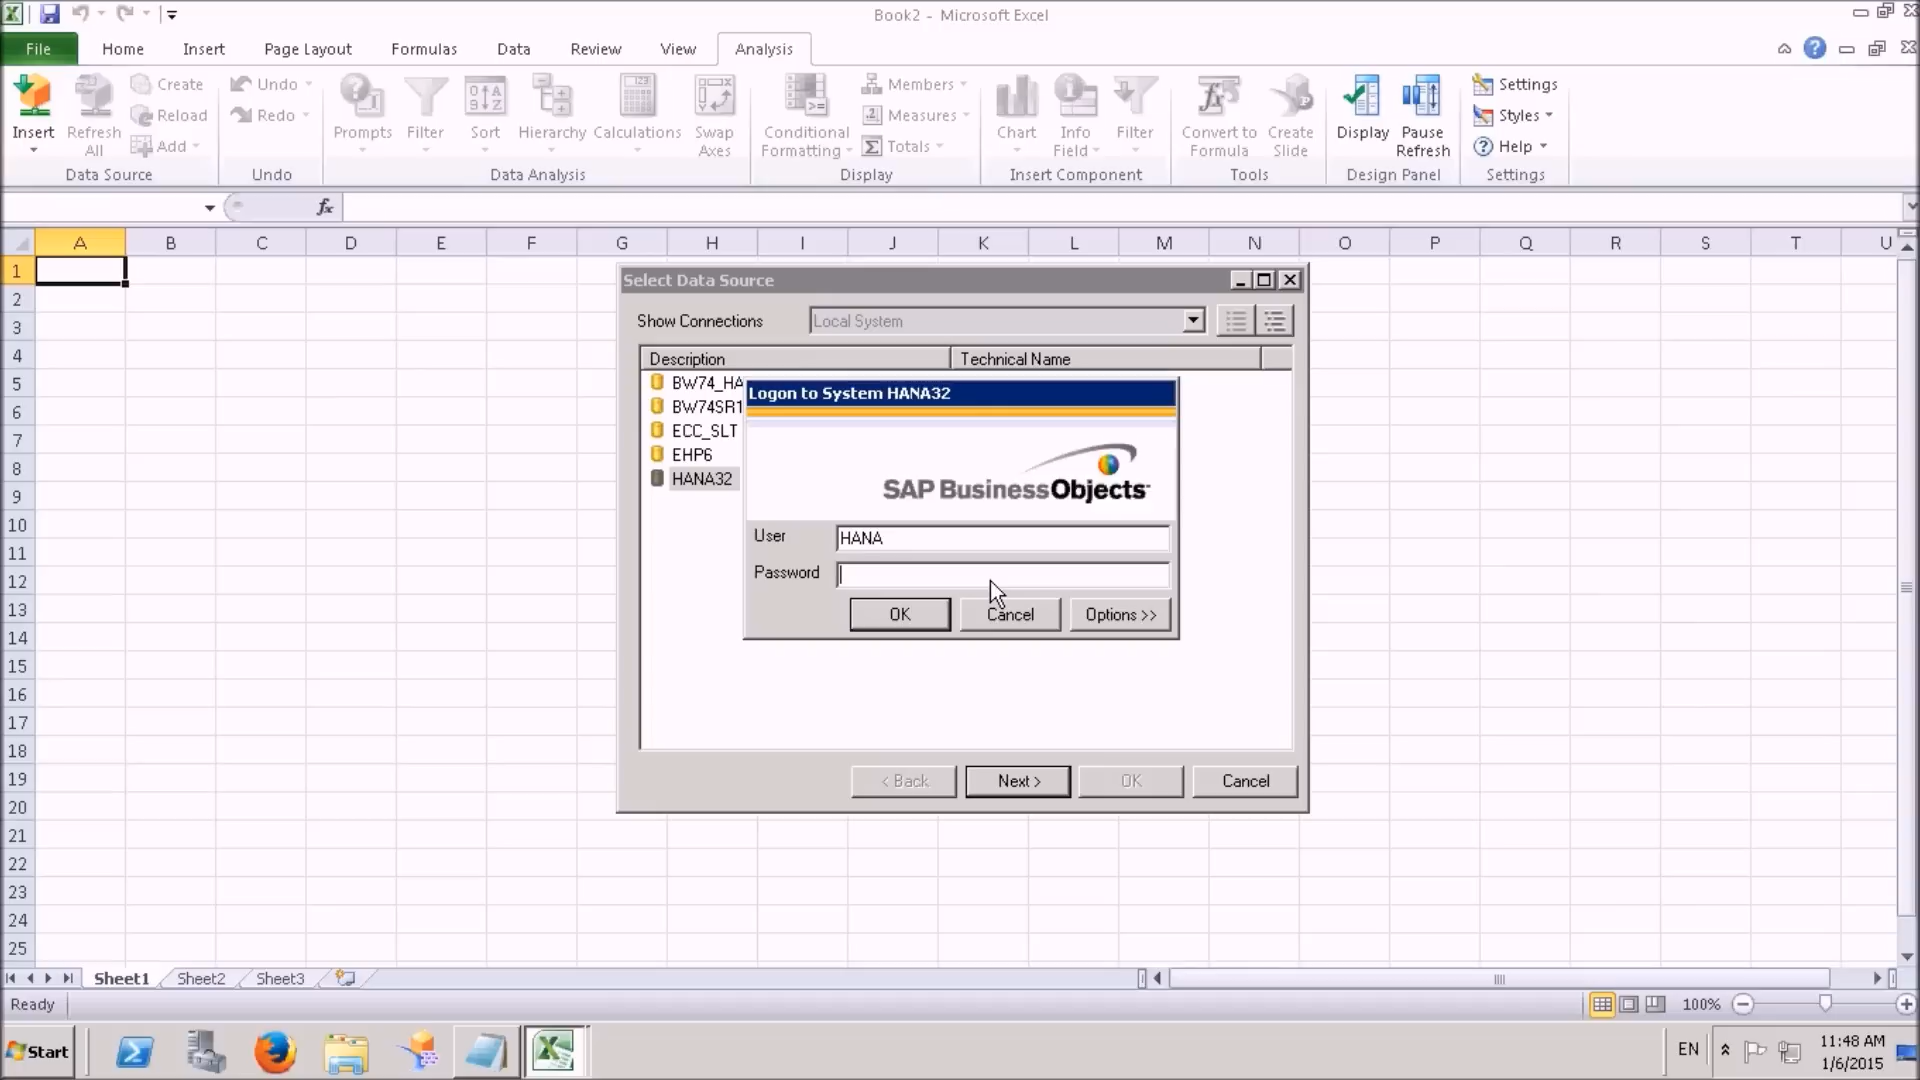 Book2 - Microsoft Excel
File Home Insert Page Layout Formulas Data Review View Analysis
Insert
Refresh All
Create
Reload
Add
Data Source
Undo
Redo
Undo
Prompts Filter Sort Hierarchy Calculations Swap Axes
Data Analysis
Conditional Formatting
Members
Measures
Totals
Display
Chart Info Field Filter
Insert Component
Convert to Formula
Create Slide
Tools
Display
Pause Refresh
Design Panel
Settings
Styles
Help
Settings
fx
A B C D E F G H I J K L M N O P Q R S T U
1
2
3
4
5
6
7
8
9
10
11
12
13
14
15
16
17
18
19
20
21
22
23
24
25
Select Data Source
Show Connections Local System
Description Technical Name
BW74_HA
BW74SR1
ECC_SLT
EHP6
HANA32
Logon to System HANA32
SAP BusinessObjects
User HANA
Password
OK Cancel Options >>
< Back Next > OK Cancel
Sheet1 Sheet2 Sheet3
Ready 100%
Start EN 11:48 AM
1/6/2015